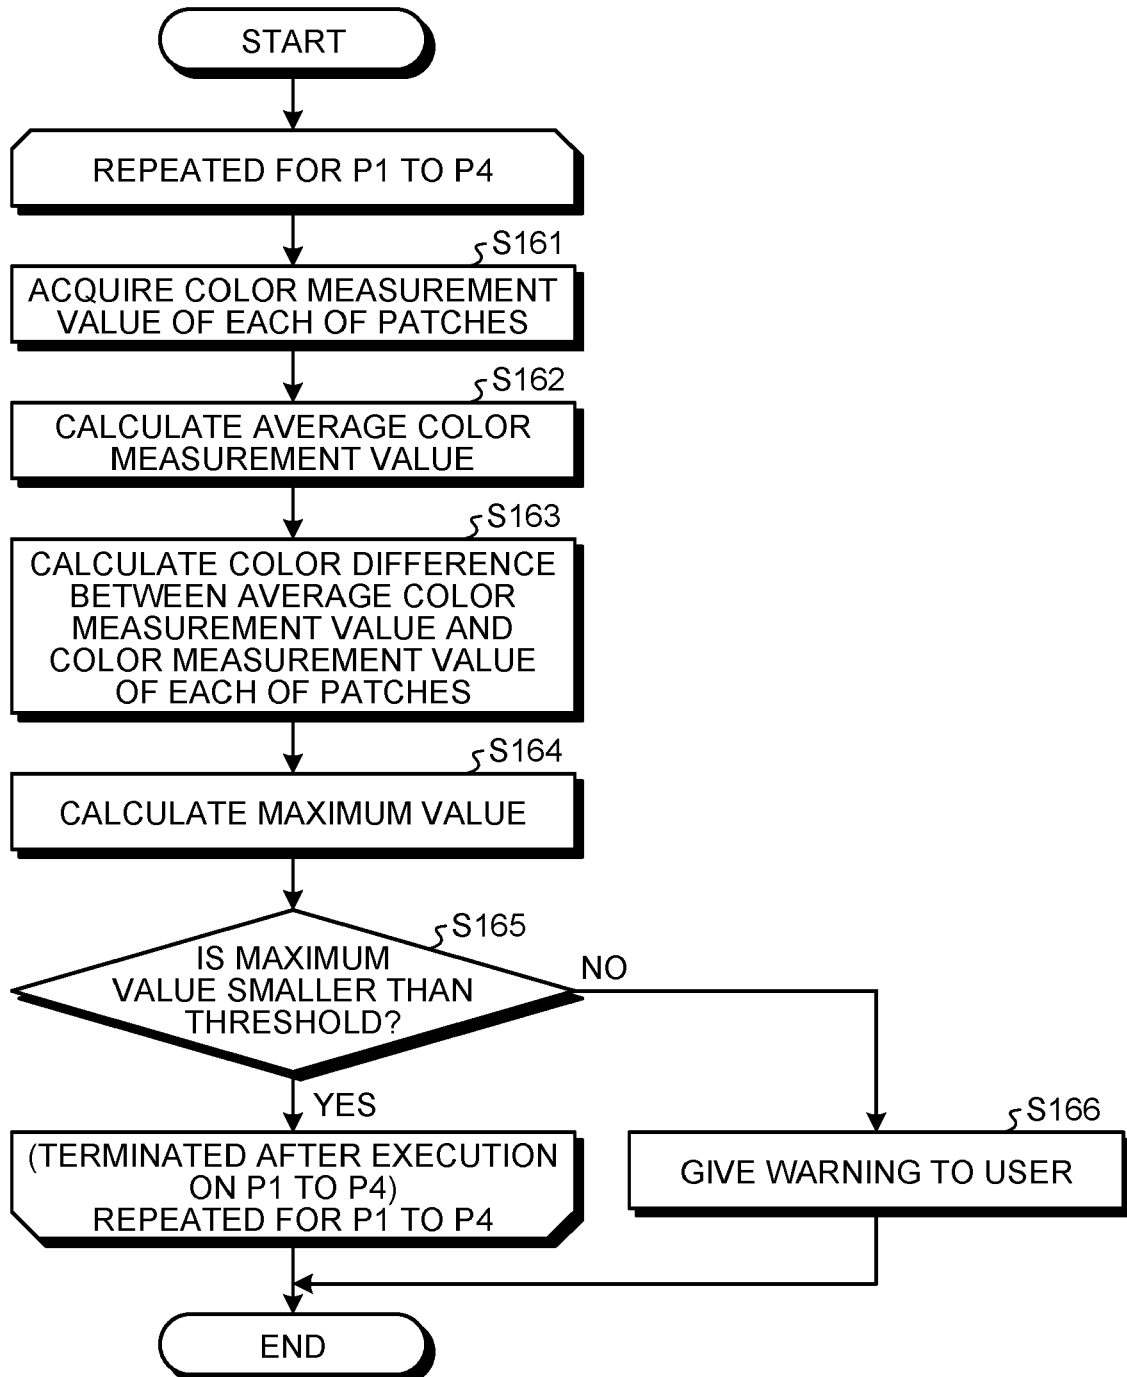 START
REPEATED FOR P1 TO P4
S161
ACQUIRE COLOR MEASUREMENT
VALUE OF EACH OF PATCHES
S162
CALCULATE AVERAGE COLOR
MEASUREMENT VALUE
S163
CALCULATE COLOR DIFFERENCE
BETWEEN AVERAGE COLOR
MEASUREMENT VALUE AND
COLOR MEASUREMENT VALUE
OF EACH OF PATCHES
S164
CALCULATE MAXIMUM VALUE
S165
IS MAXIMUM
VALUE SMALLER THAN
THRESHOLD?
NO
YES
(TERMINATED AFTER EXECUTION
ON P1 TO P4)
REPEATED FOR P1 TO P4
S166
GIVE WARNING TO USER
END